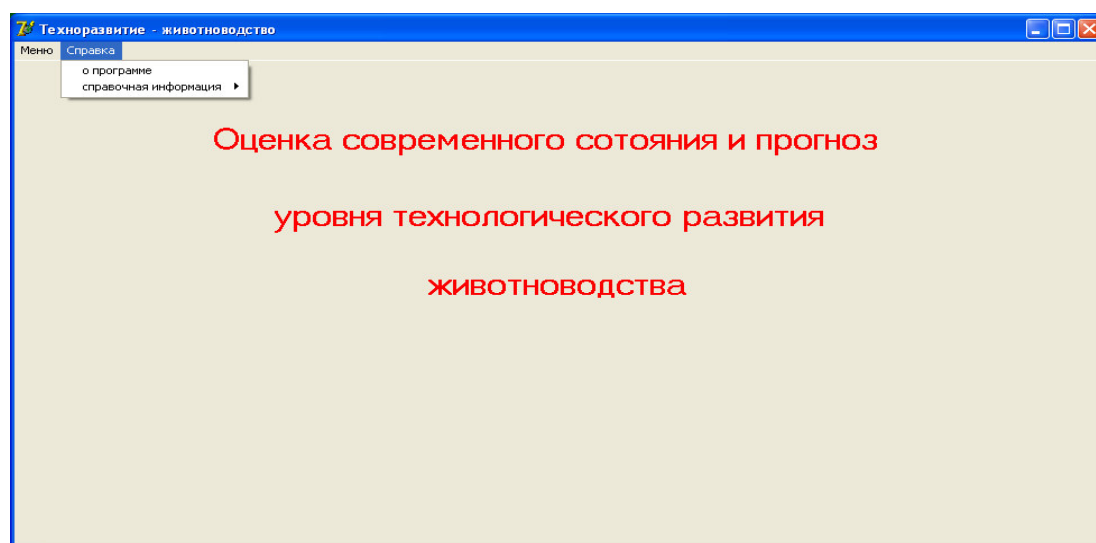 Техноразвитие - животноводство
Меню Справка
о программе
справочная информация
Оценка современного сотояния и прогноз
уровня технологического развития
животноводства